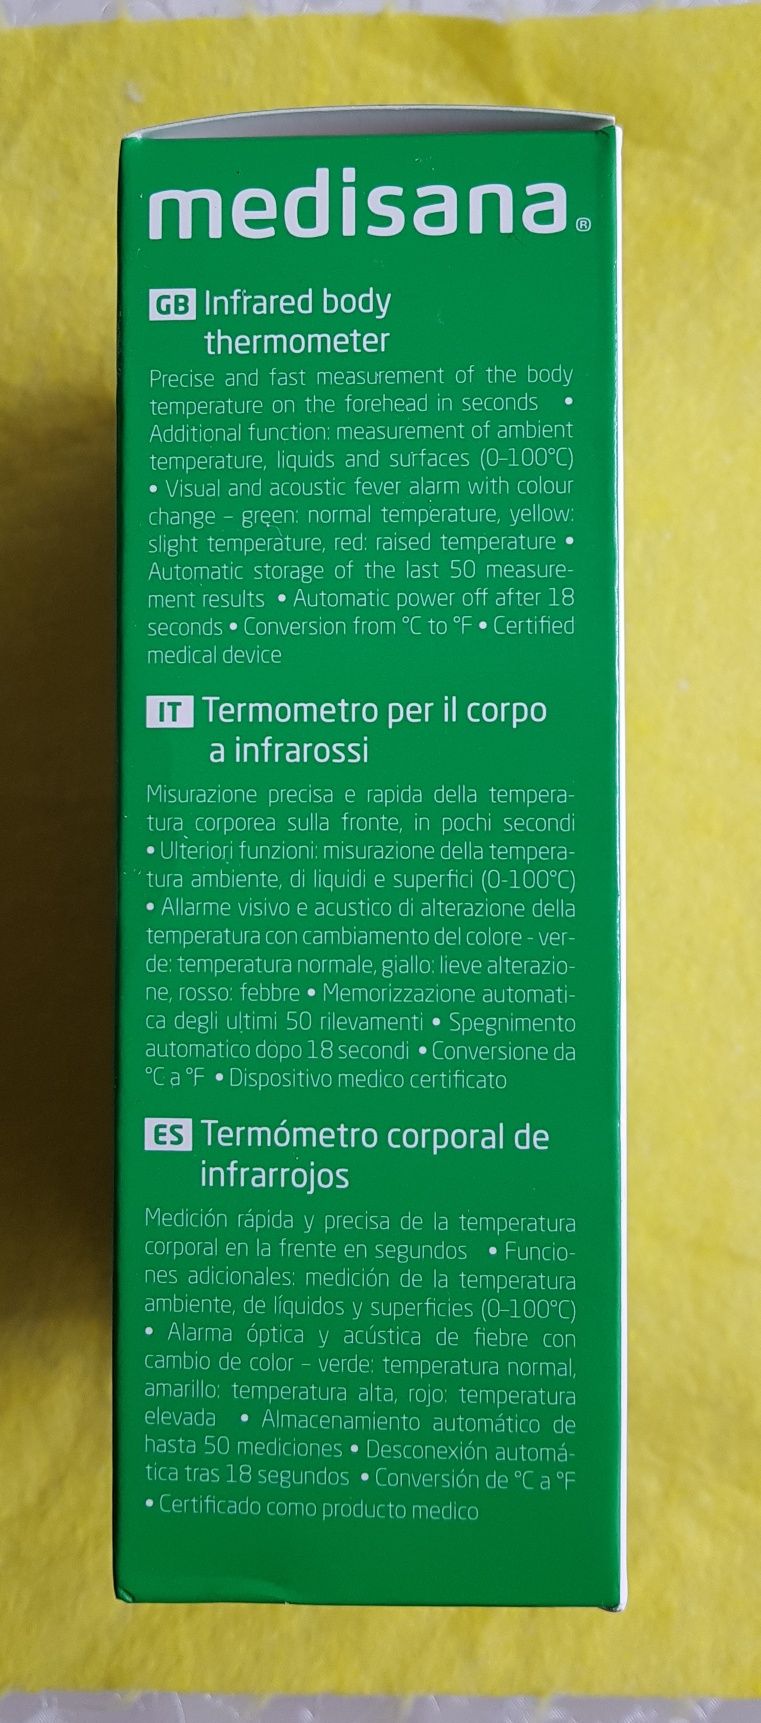 medisana®
GB Infrared body
thermometer
Precise and fast measurement of the body
temperature on the forehead in seconds •
Additional function: measurement of ambient
temperature, liquids and surfaces (0–100°C)
• Visual and acoustic fever alarm with colour
change – green: normal temperature, yellow:
slight temperature, red: raised temperature •
Automatic storage of the last 50 measure-
ment results • Automatic power off after 18
seconds • Conversion from °C to °F • Certified
medical device
IT Termometro per il corpo
a infrarossi
Misurazione precisa e rapida della tempera-
tura corporea sulla fronte, in pochi secondi
• Ulteriori funzioni: misurazione della tempera-
tura ambiente, di liquidi e superfici (0-100°C)
• Allarme visivo e acustico di alterazione della
temperatura con cambiamento del colore - ver-
de: temperatura normale, giallo: lieve alterazio-
ne, rosso: febbre • Memorizzazione automati-
ca degli ultimi 50 rilevamenti • Spegnimento
automatico dopo 18 secondi • Conversione da
°C a °F • Dispositivo medico certificato
ES Termómetro corporal de
infrarrojos
Medición rápida y precisa de la temperatura
corporal en la frente en segundos • Funcio-
nes adicionales: medición de la temperatura
ambiente, de líquidos y superficies (0–100°C)
• Alarma óptica y acústica de fiebre con
cambio de color – verde: temperatura normal,
amarillo: temperatura alta, rojo: temperatura
elevada • Almacenamiento automático de
hasta 50 mediciones • Desconexión automá-
tica tras 18 segundos • Conversión de °C a °F
• Certificado como producto medico